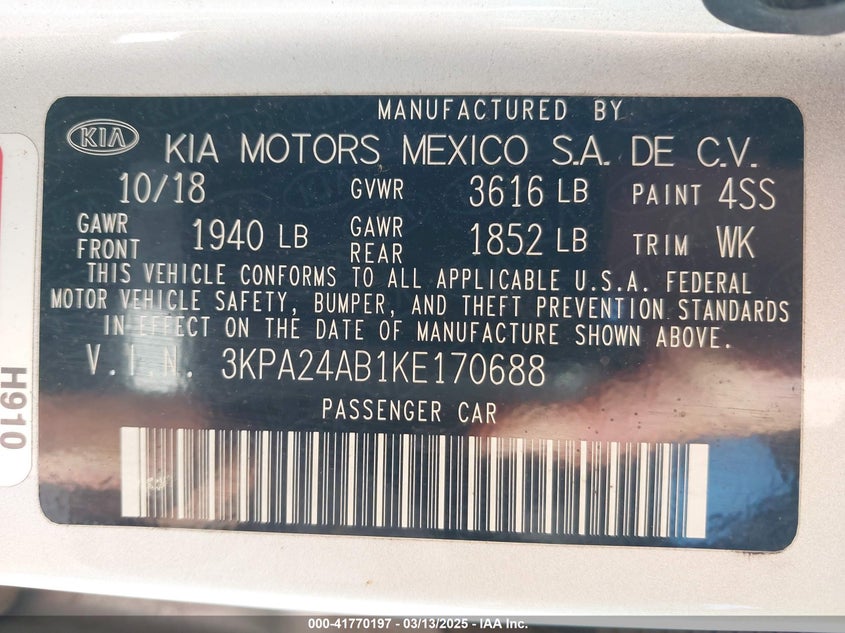 MANUFACTURED BY
KIA KIA MOTORS MEXICO S.A. DE C.V.
10/18 GVWR 3616 LB PAINT 4SS
GAWR FRONT 1940 LB GAWR REAR 1852 LB TRIM WK
THIS VEHICLE CONFORMS TO ALL APPLICABLE U.S.A. FEDERAL
MOTOR VEHICLE SAFETY, BUMPER, AND THEFT PREVENTION STANDARDS
IN EFFECT ON THE DATE OF MANUFACTURE SHOWN ABOVE.
V.I.N. 3KPA24AB1KE170688
PASSENGER CAR
H910
000-41770197 - 03/13/2025 - IAA Inc.